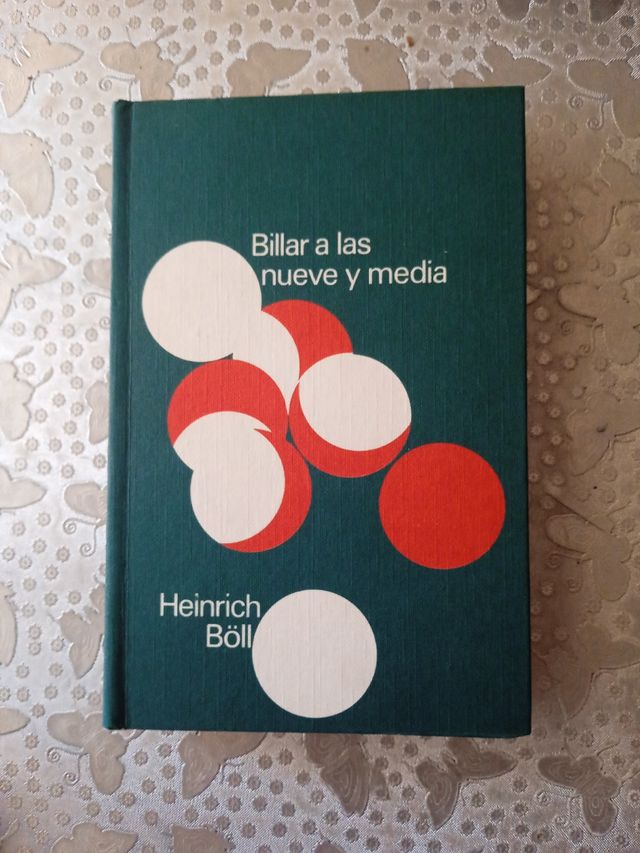 Billar a las
nueve y media
Heinrich
Böll